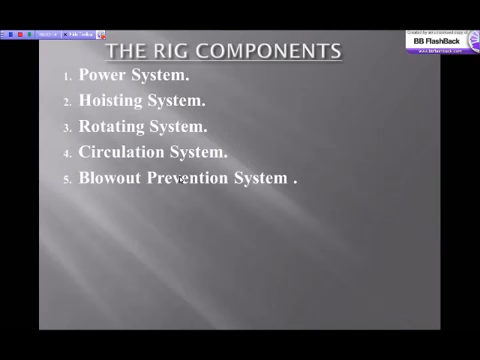 BB FlashBack
THE RIG COMPONENTS
1. Power System.
2. Hoisting System.
3. Rotating System.
4. Circulation System.
5. Blowout Prevention System .